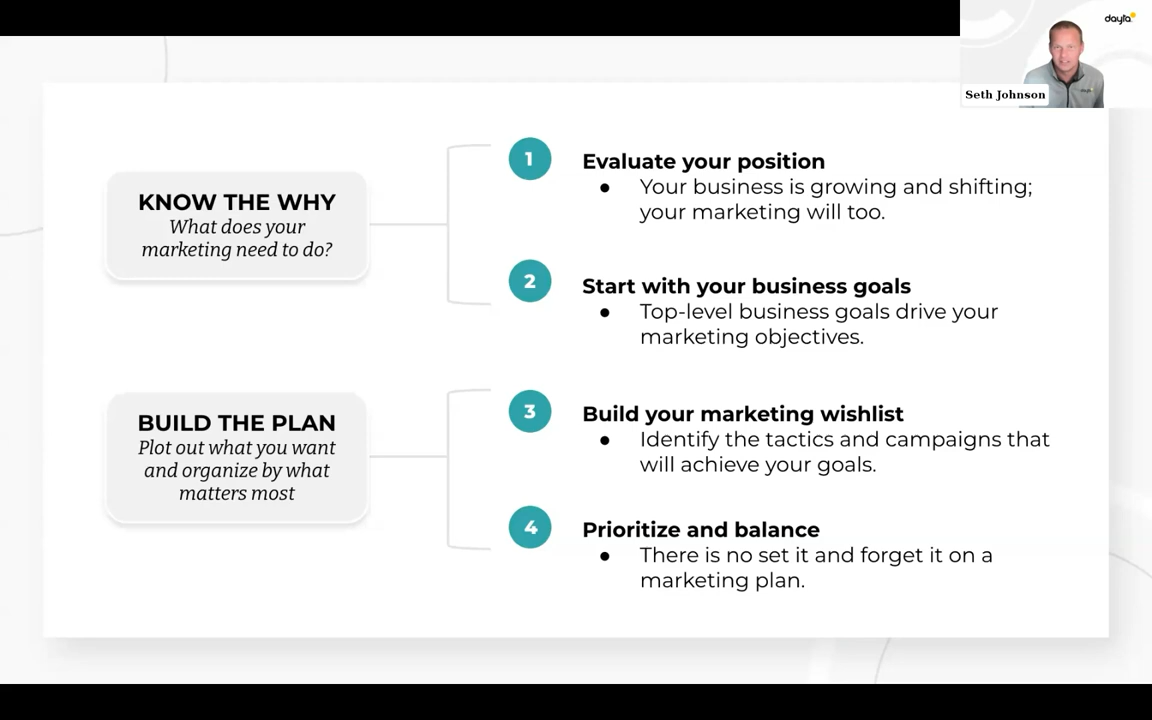 dayta
Seth Johnson
KNOW THE WHY
What does your
marketing need to do?
1
Evaluate your position
● Your business is growing and shifting;
your marketing will too.
2
Start with your business goals
● Top-level business goals drive your
marketing objectives.
BUILD THE PLAN
Plot out what you want
and organize by what
matters most
3
Build your marketing wishlist
● Identify the tactics and campaigns that
will achieve your goals.
4
Prioritize and balance
● There is no set it and forget it on a
marketing plan.